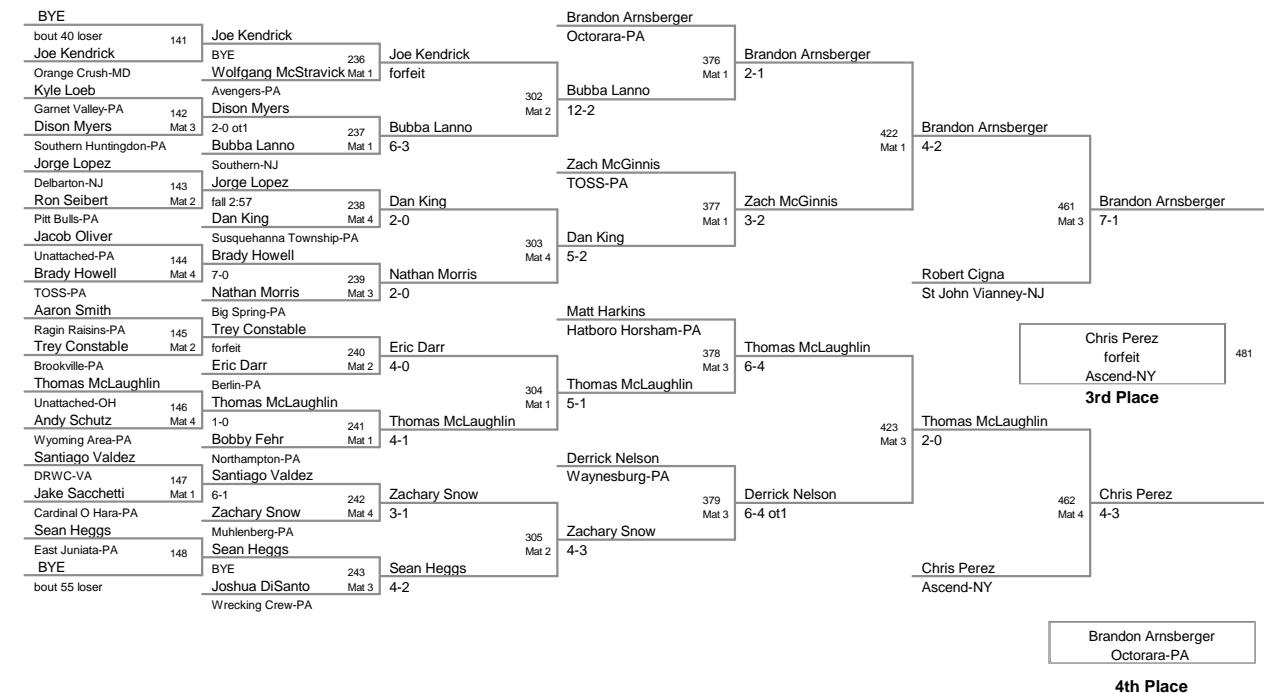 BYE
bout 40 loser
141
Joe Kendrick
Orange Crush-MD
Kyle Loeb
Garnet Valley-PA
142
Dison Myers
Mat 3
Southern Huntingdon-PA
Jorge Lopez
Delbarton-NJ
143
Ron Seibert
Mat 2
Pitt Bulls-PA
Jacob Oliver
Unattached-PA
144
Brady Howell
Mat 4
TOSS-PA
Aaron Smith
Ragin Raisins-PA
145
Trey Constable
Mat 2
Brookville-PA
Thomas McLaughlin
Unattached-OH
146
Andy Schutz
Mat 4
Wyoming Area-PA
Santiago Valdez
DRWC-VA
147
Jake Sacchetti
Mat 1
Cardinal O Hara-PA
Sean Heggs
East Juniata-PA
148
BYE
bout 55 loser
Joe Kendrick
BYE
236
Wolfgang McStravick
Mat 1
Avengers-PA
Dison Myers
2-0 ot1
237
Bubba Lanno
Mat 1
Southern-NJ
Jorge Lopez
fall 2:57
238
Dan King
Mat 4
Susquehanna Township-PA
Brady Howell
7-0
239
Nathan Morris
Mat 3
Big Spring-PA
Trey Constable
forfeit
240
Eric Darr
Mat 2
Berlin-PA
Thomas McLaughlin
1-0
241
Bobby Fehr
Mat 1
Northampton-PA
Santiago Valdez
6-1
242
Zachary Snow
Mat 4
Muhlenberg-PA
Sean Heggs
BYE
243
Joshua DiSanto
Mat 3
Wrecking Crew-PA
Joe Kendrick
forfeit
302
Mat 2
Bubba Lanno
6-3
Dan King
2-0
303
Mat 4
Nathan Morris
2-0
Eric Darr
4-0
304
Mat 1
Thomas McLaughlin
4-1
Zachary Snow
3-1
305
Mat 2
Sean Heggs
4-2
Brandon Arnsberger
Octorara-PA
376
Mat 1
Bubba Lanno
12-2
Zach McGinnis
TOSS-PA
377
Mat 1
Dan King
5-2
Matt Harkins
Hatboro Horsham-PA
378
Mat 3
Thomas McLaughlin
5-1
Derrick Nelson
Waynesburg-PA
379
Mat 3
Zachary Snow
4-3
Brandon Arnsberger
2-1
422
Mat 1
Zach McGinnis
3-2
Thomas McLaughlin
6-4
423
Mat 3
Derrick Nelson
6-4 ot1
Brandon Arnsberger
4-2
461
Mat 3
Robert Cigna
St John Vianney-NJ
Thomas McLaughlin
2-0
462
Mat 4
Chris Perez
Ascend-NY
Brandon Arnsberger
7-1
Chris Perez
forfeit
481
Ascend-NY
3rd Place
Chris Perez
4-3
Brandon Arnsberger
Octorara-PA
4th Place